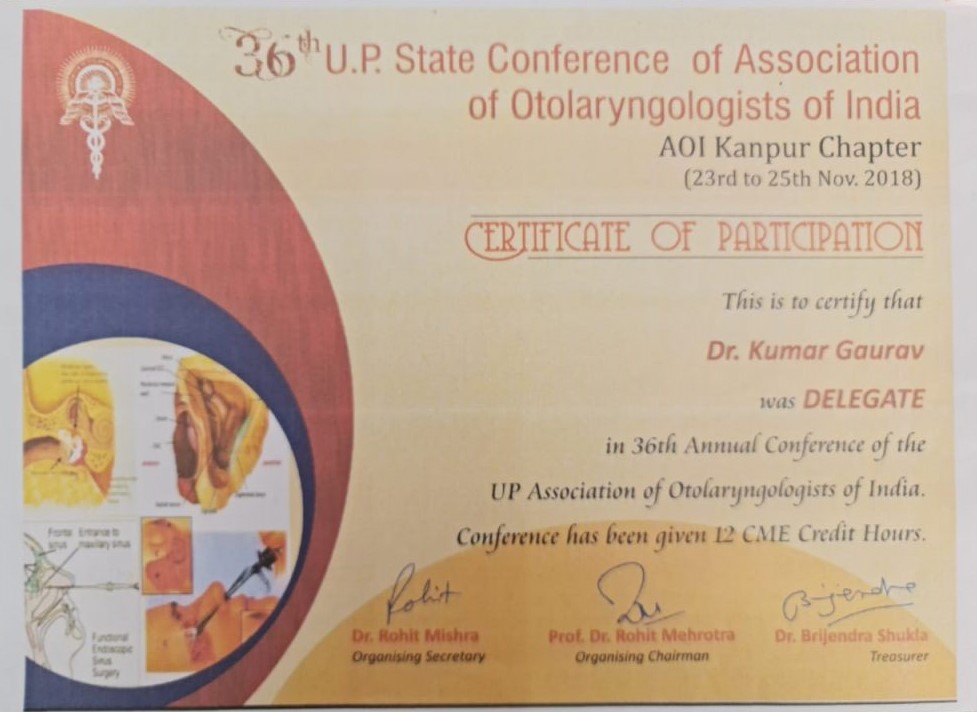 36th U.P. State Conference of Association
of Otolaryngologists of India
AOI Kanpur Chapter
(23rd to 25th Nov. 2018)
CERTIFICATE OF PARTICIPATION
This is to certify that
Dr. Kumar Gaurav
was DELEGATE
in 36th Annual Conference of the
UP Association of Otolaryngologists of India.
Conference has been given 12 CME Credit Hours.
Frontal sinus
Entrance to maxillary sinus
Functional
Endoscopic
Sinus
Surgery
Rohit
Brijendra
Dr. Rohit Mishra
Organising Secretary
Prof. Dr. Rohit Mehrotra
Organising Chairman
Dr. Brijendra Shukla
Treasurer